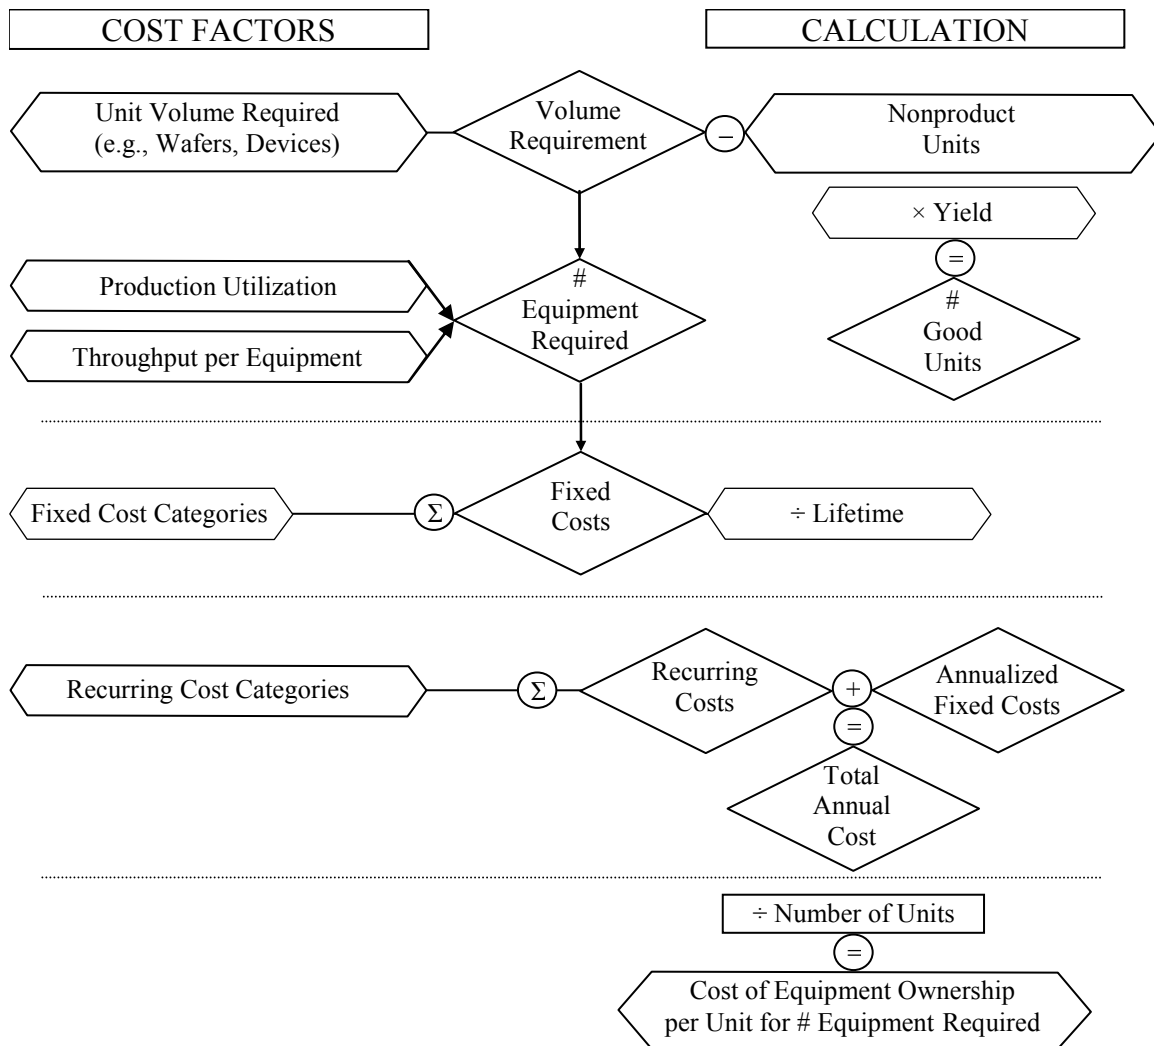 COST FACTORS
CALCULATION
Unit Volume Required
(e.g., Wafers, Devices)
Volume
Requirement
–
Nonproduct
Units
× Yield
=
#
Good
Units
Production Utilization
Throughput per Equipment
#
Equipment
Required
Fixed Cost Categories
Σ
Fixed
Costs
÷ Lifetime
Recurring Cost Categories
Σ
Recurring
Costs
+
Annualized
Fixed Costs
=
Total
Annual
Cost
÷ Number of Units
=
Cost of Equipment Ownership
per Unit for # Equipment Required